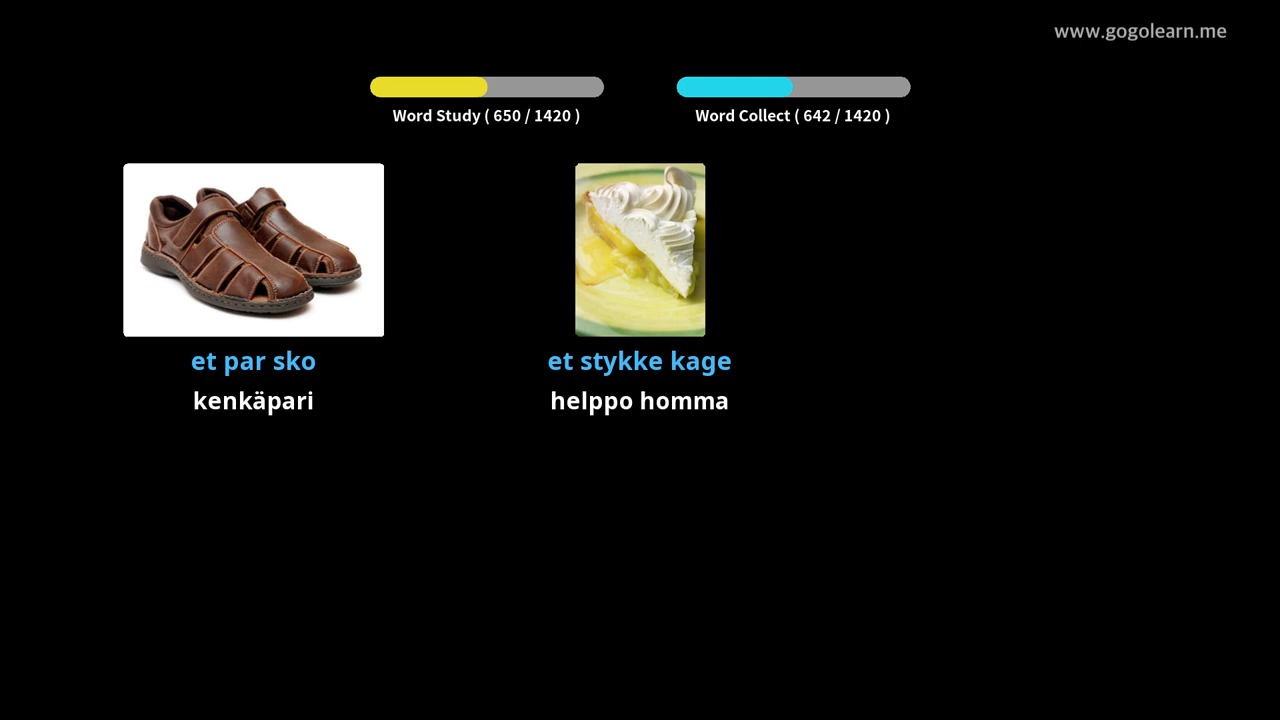 www.gogolearn.me
Word Study ( 650 / 1420 )
Word Collect ( 642 / 1420 )
et par sko
kenkäpari
et stykke kage
helppo homma